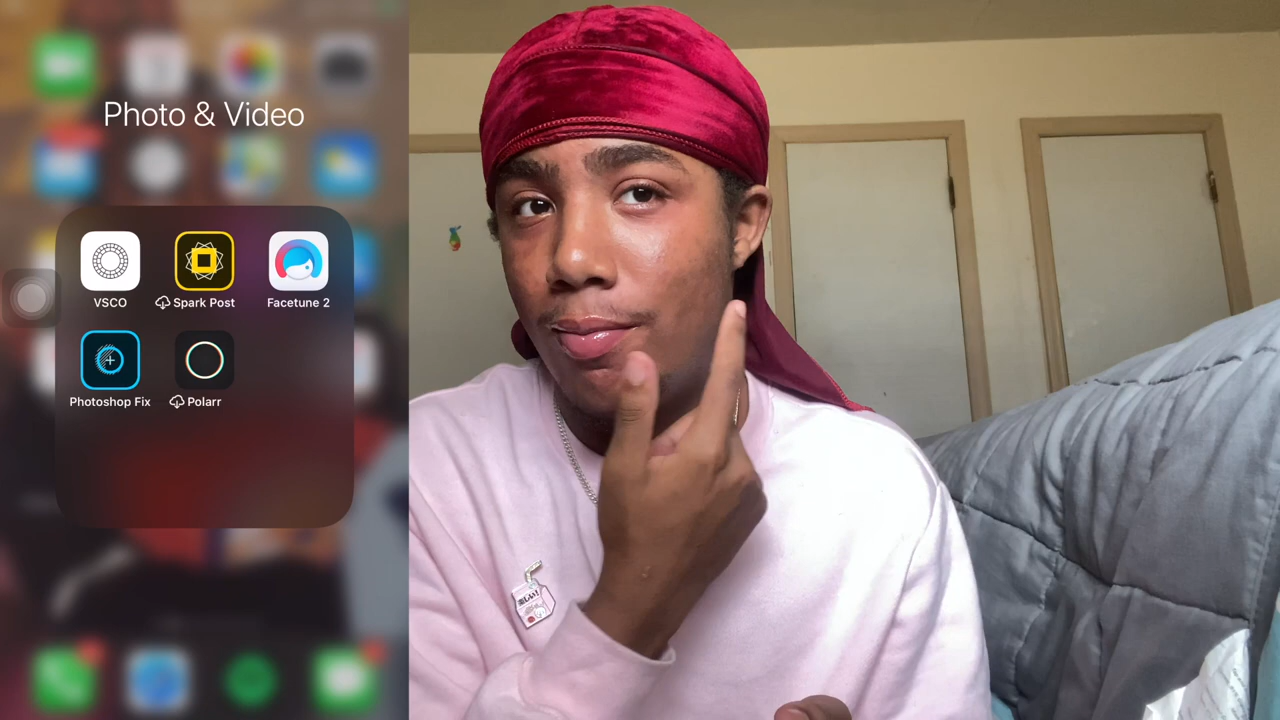 Photo & Video
VSCO
Spark Post
Facetune 2
Photoshop Fix
Polarr